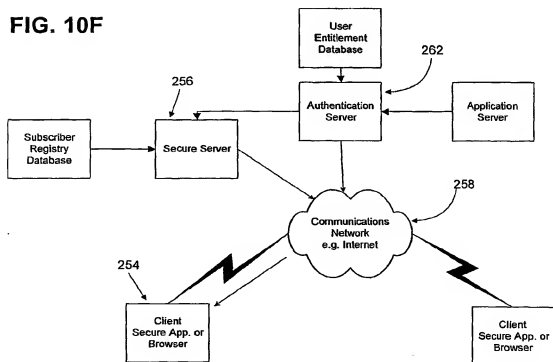 FIG. 10F
User
Entitlement
Database
262
256
Authentication
Server
Application
Server
Subscriber
Registry
Database
Secure Server
258
Communications
Network
e.g. Internet
254
Client
Secure App. or
Browser
Client
Secure App. or
Browser